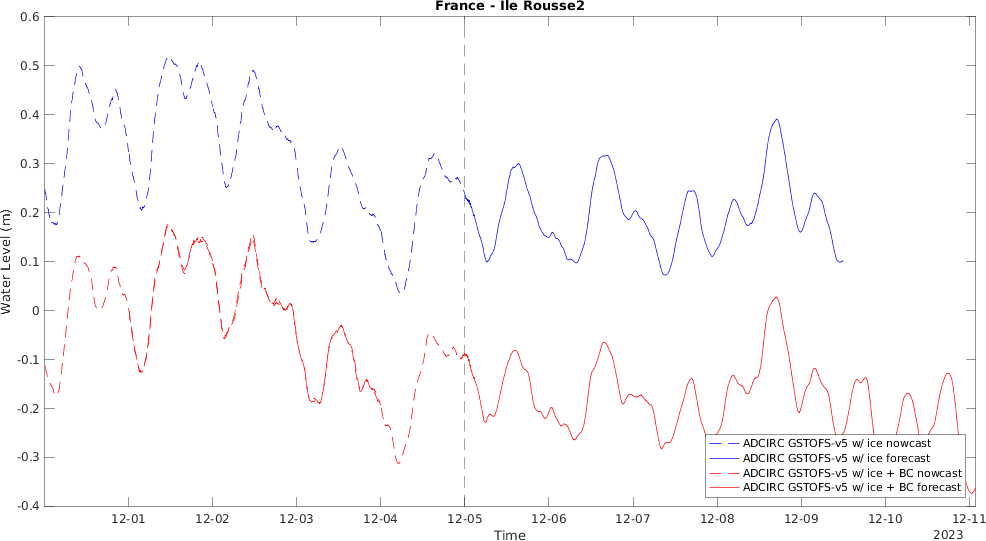 France - Ile Rousse2
0.6
0.5
0.4
0.3
0.2
0.1
0
-0.1
-0.2
-0.3
-0.4
Water Level (m)
ADCIRC GSTOFS-v5 w/ ice nowcast
ADCIRC GSTOFS-v5 w/ ice forecast
ADCIRC GSTOFS-v5 w/ ice + BC nowcast
ADCIRC GSTOFS-v5 w/ ice + BC forecast
12-01 12-02 12-03 12-04 12-05 12-06 12-07 12-08 12-09 12-10 12-11
Time
2023